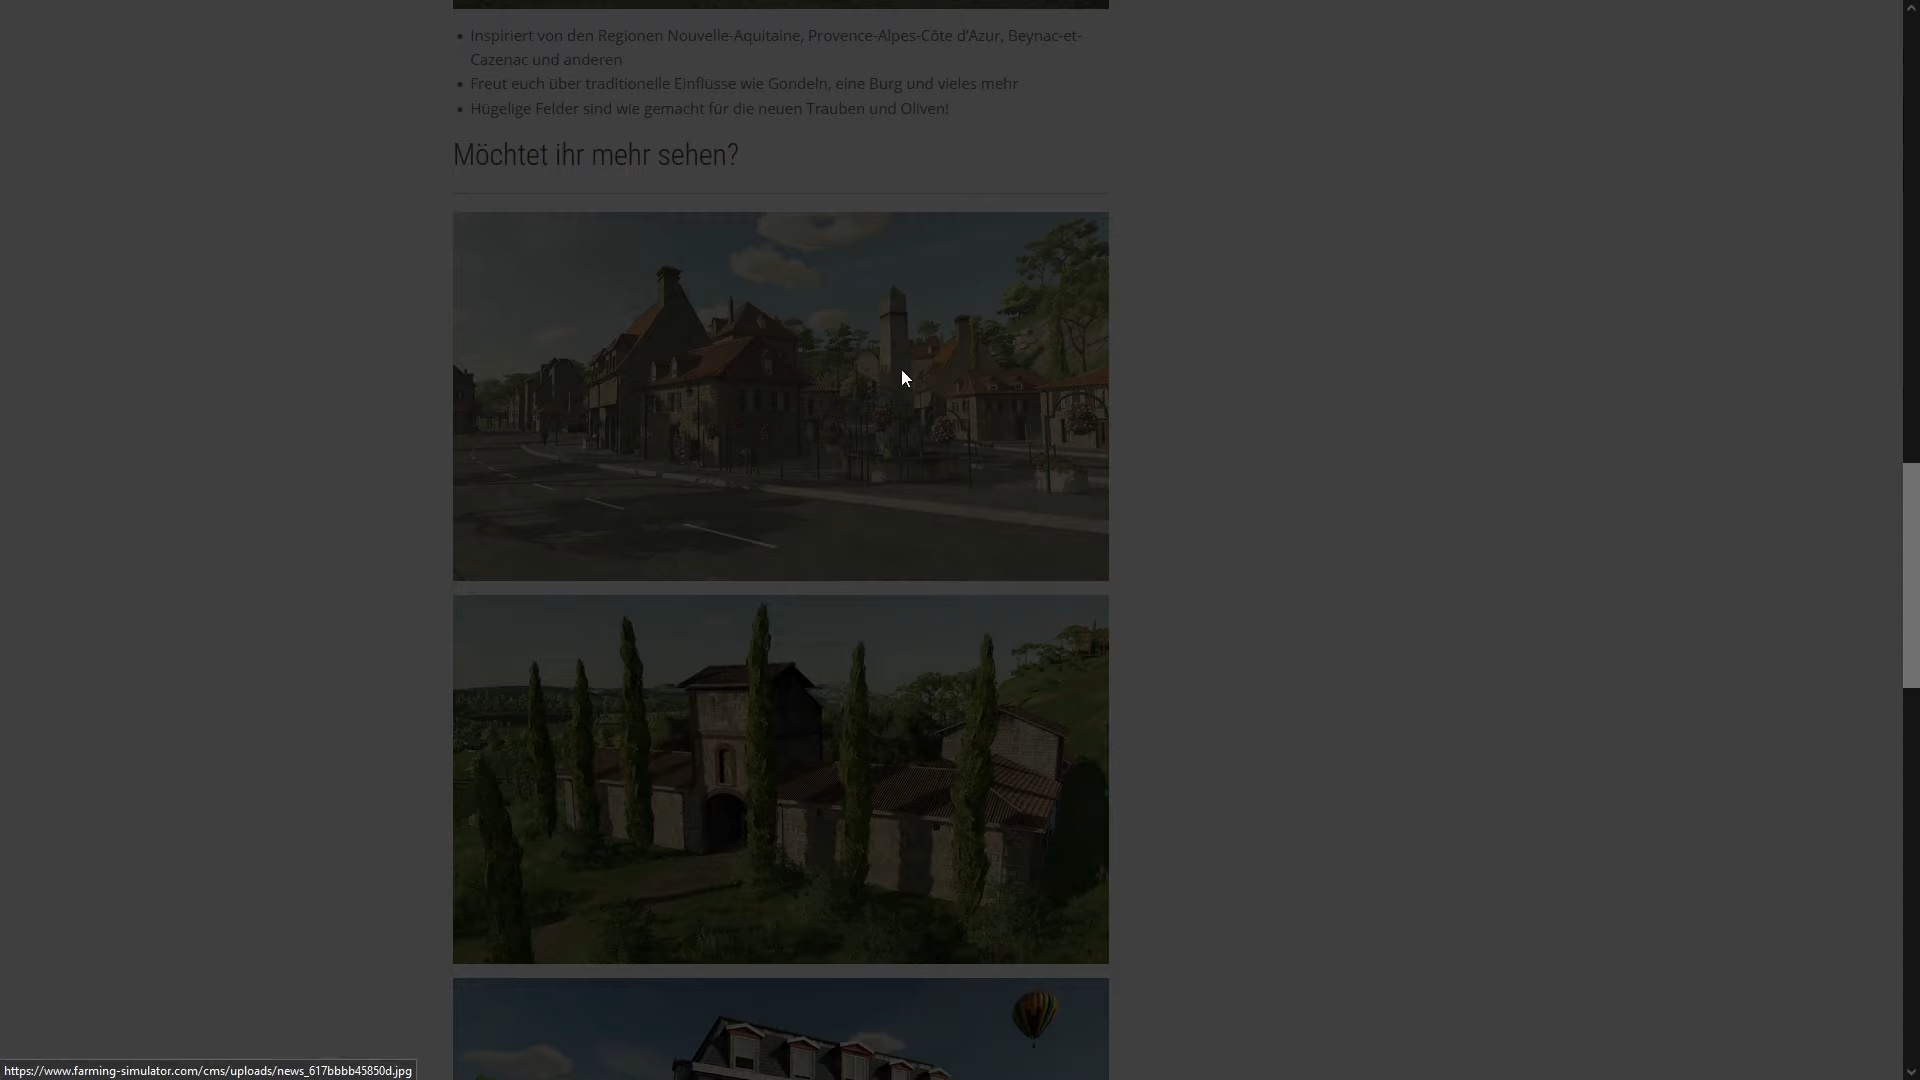 Inspiriert von den Regionen Nouvelle-Aquitaine, Provence-Alpes-Côte d'Azur, Beynac-et-
Cazenac und anderen
Freut euch über traditionelle Einflüsse wie Gondeln, eine Burg und vieles mehr
Hügelige Felder sind wie gemacht für die neuen Trauben und Oliven!
Möchtet ihr mehr sehen?
https://www.farming-simulator.com/cms/uploads/news_617bbbb45850d.jpg